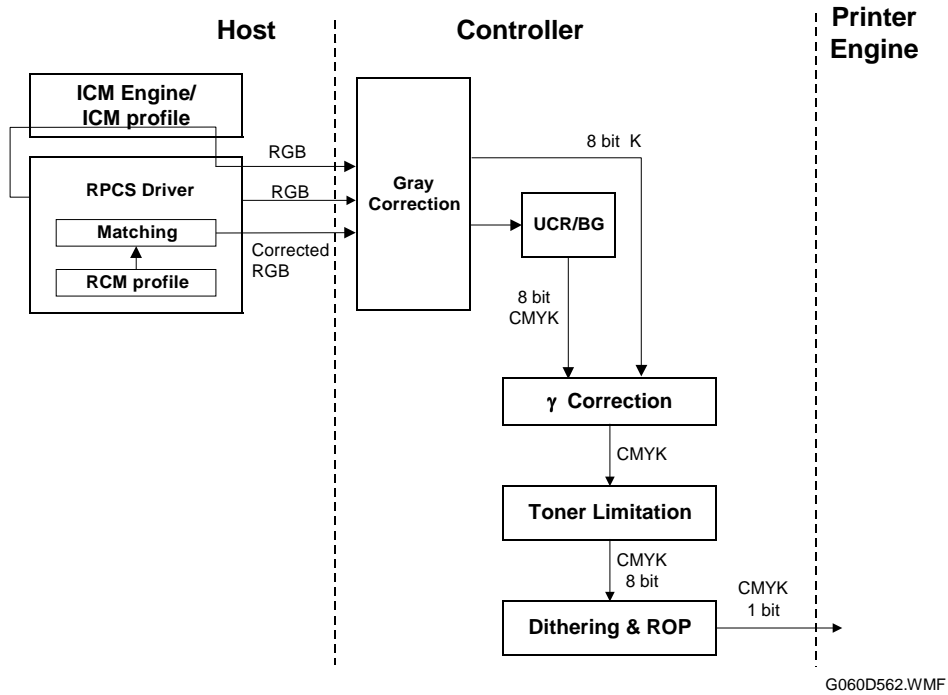 Host
Controller
Printer
Engine
ICM Engine/
ICM profile
RPCS Driver
Matching
RCM profile
RGB
RGB
Corrected
RGB
Gray
Correction
8 bit K
UCR/BG
8 bit
CMYK
γ Correction
CMYK
Toner Limitation
CMYK
8 bit
Dithering & ROP
CMYK
1 bit
G060D562.WMF